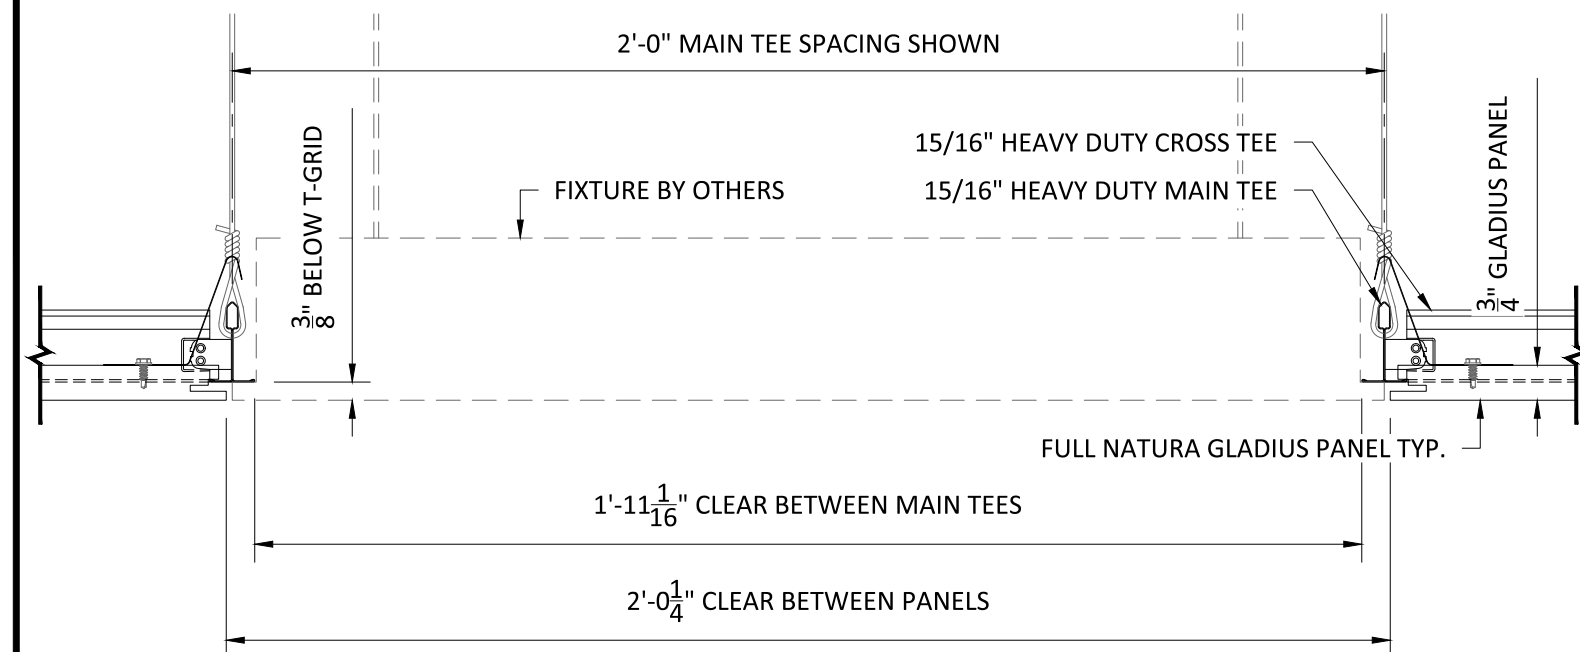 2'-0" MAIN TEE SPACING SHOWN
3/8" BELOW T-GRID
FIXTURE BY OTHERS
15/16" HEAVY DUTY CROSS TEE
15/16" HEAVY DUTY MAIN TEE
3/4" GLADIUS PANEL
FULL NATURA GLADIUS PANEL TYP.
1'-11 1/16" CLEAR BETWEEN MAIN TEES
2'-0 1/4" CLEAR BETWEEN PANELS